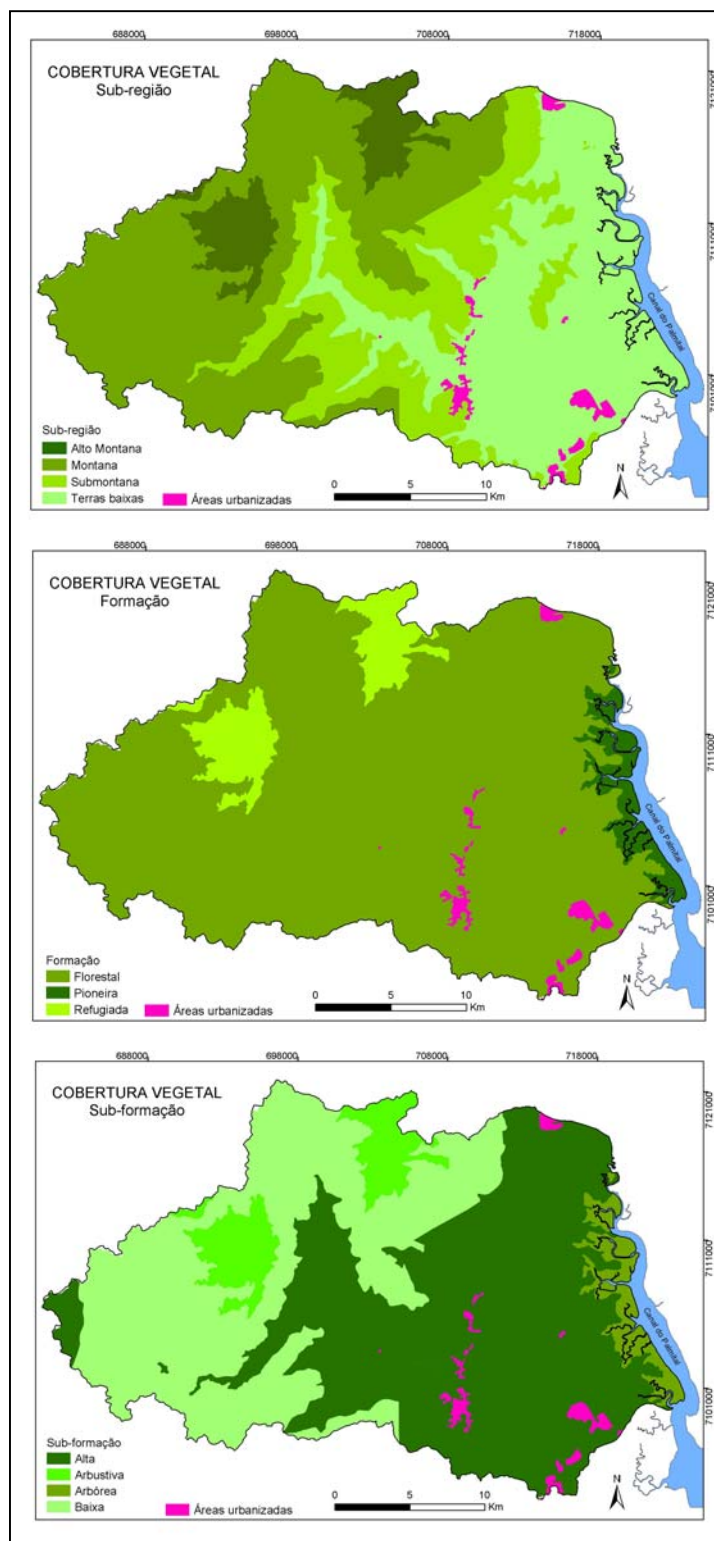 688000 698000 708000 718000
COBERTURA VEGETAL
Sub-região
7121000
7111000
7101000
Canal do Palmital
Sub-região
Alto Montana
Montana
Submontana
Terras baixas
Áreas urbanizadas
0 5 10
Km
N
688000 698000 708000 718000
COBERTURA VEGETAL
Formação
7121000
7111000
7101000
Canal do Palmital
Formação
Florestal
Pioneira
Refugiada
Áreas urbanizadas
0 5 10
Km
N
688000 698000 708000 718000
COBERTURA VEGETAL
Sub-formação
7121000
7111000
7101000
Canal do Palmital
Sub-formação
Alta
Arbustiva
Arbórea
Baixa
Áreas urbanizadas
0 5 10
Km
N